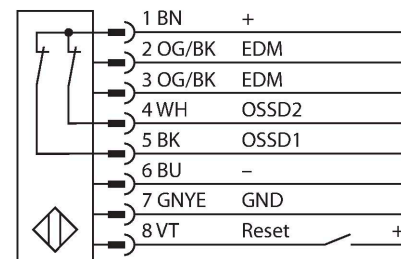 1 BN +
2 OG/BK EDM
3 OG/BK EDM
4 WH OSSD2
5 BK OSSD1
6 BU –
7 GNYE GND
8 VT Reset +